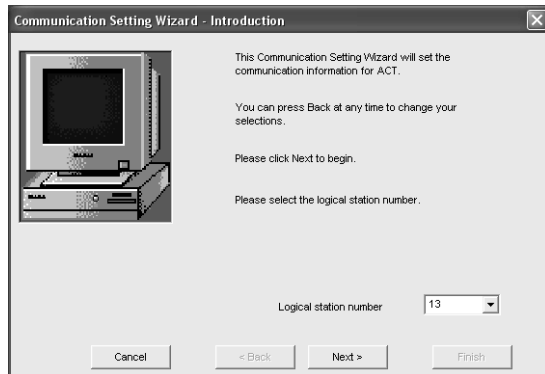 Communication Setting Wizard - Introduction
This Communication Setting Wizard will set the
communication information for ACT.
You can press Back at any time to change your
selections.
Please click Next to begin.
Please select the logical station number.
Logical station number 13
Cancel < Back Next > Finish